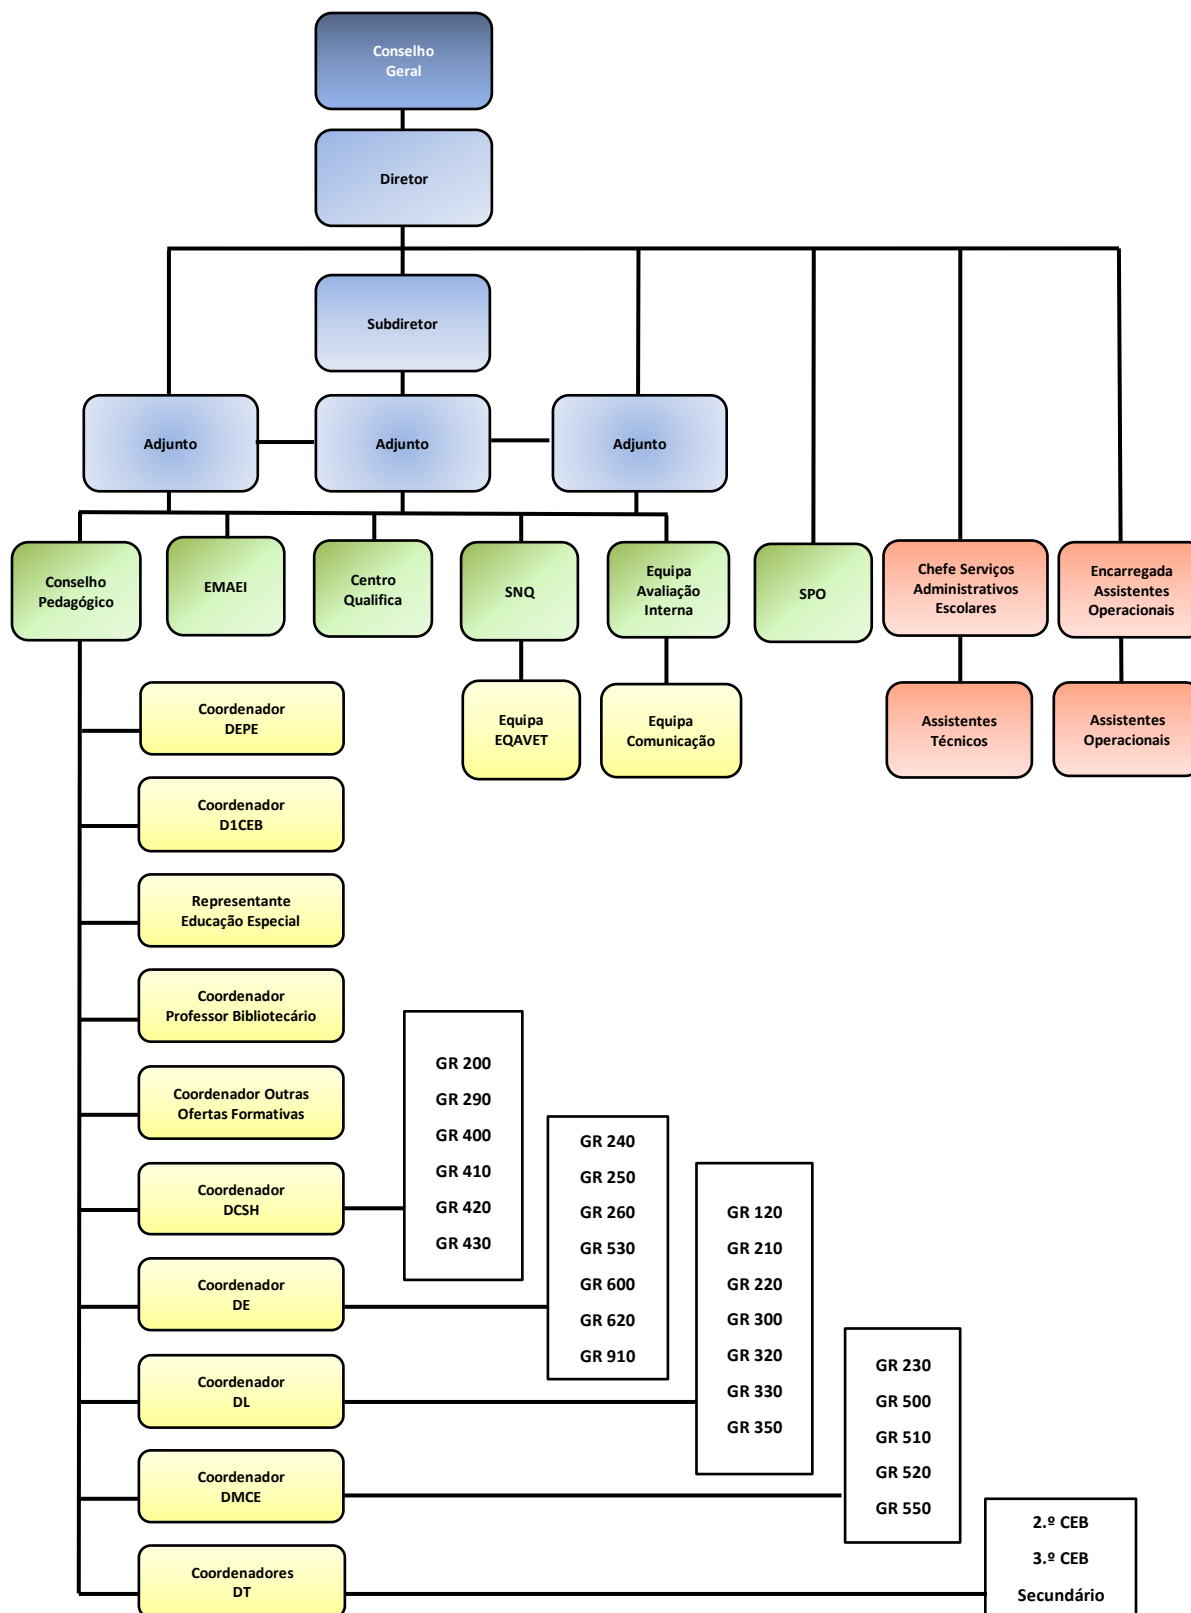 Conselho
Geral
Diretor
Subdiretor
Adjunto
Adjunto
Adjunto
Conselho
Pedagógico
EMAEI
Centro
Qualifica
SNQ
Equipa
Avaliação
Interna
SPO
Chefe Serviços
Administrativos
Escolares
Encarregada
Assistentes
Operacionais
Equipa
EQAVET
Equipa
Comunicação
Assistentes
Técnicos
Assistentes
Operacionais
Coordenador
DEPE
Coordenador
D1CEB
Representante
Educação Especial
Coordenador
Professor Bibliotecário
Coordenador Outras
Ofertas Formativas
Coordenador
DCSH
GR 200
GR 290
GR 400
GR 410
GR 420
GR 430
Coordenador
DE
GR 240
GR 250
GR 260
GR 530
GR 600
GR 620
GR 910
Coordenador
DL
GR 120
GR 210
GR 220
GR 300
GR 320
GR 330
GR 350
Coordenador
DMCE
GR 230
GR 500
GR 510
GR 520
GR 550
Coordenadores
DT
2.º CEB
3.º CEB
Secundário